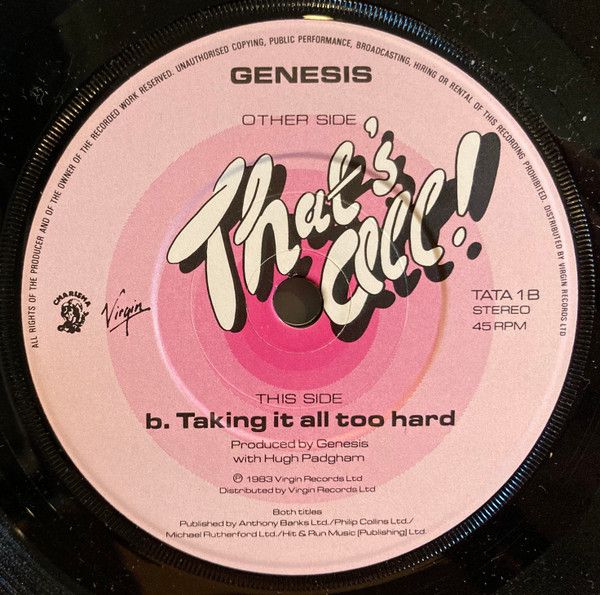 ALL RIGHTS OF THE PRODUCER AND OF THE OWNER OF THE RECORDED WORK RESERVED. UNAUTHORISED COPYING, PUBLIC PERFORMANCE, BROADCASTING, HIRING OR RENTAL OF THIS RECORDING PROHIBITED. DISTRIBUTED BY VIRGIN RECORDS LTD
GENESIS
OTHER SIDE
That's
all!
CHARISMA
Virgin
TATA 1B
STEREO
45 RPM
THIS SIDE
b. Taking it all too hard
Produced by Genesis
with Hugh Padgham
℗ 1983 Virgin Records Ltd
Distributed by Virgin Records Ltd
Both titles
Published by Anthony Banks Ltd./Philip Collins Ltd./
Michael Rutherford Ltd./Hit & Run Music [Publishing] Ltd.